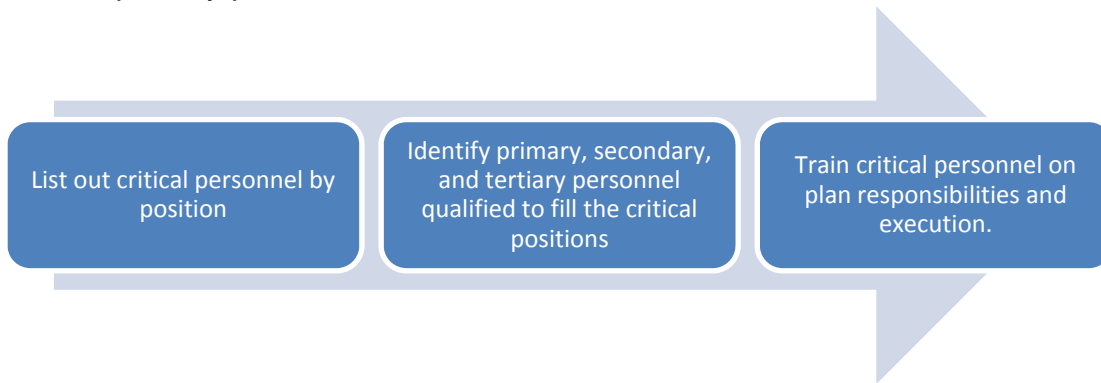 List out critical personnel by
position
Identify primary, secondary,
and tertiary personnel
qualified to fill the critical
positions
Train critical personnel on
plan responsibilities and
execution.